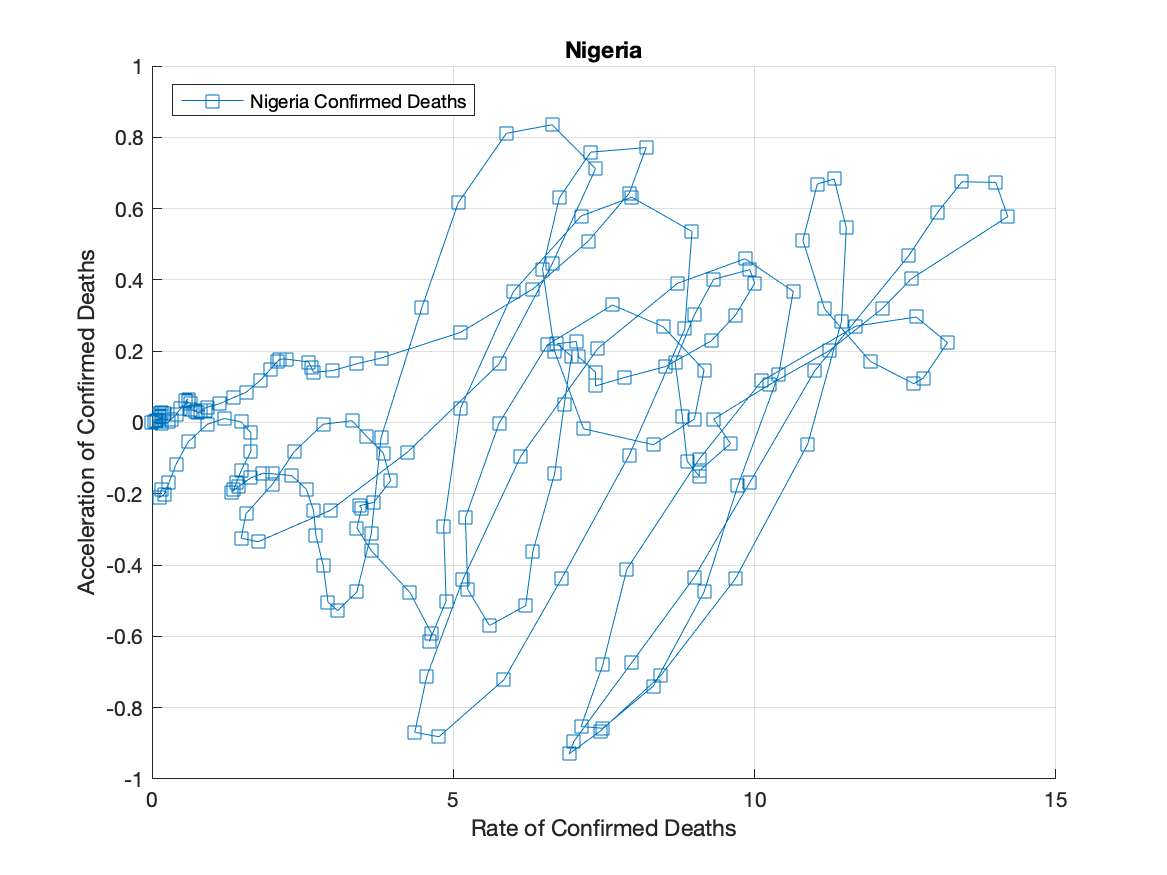 Nigeria
1
Nigeria Confirmed Deaths
0.8
0.6
0.4
0.2
0
-0.2
-0.4
-0.6
-0.8
-1
Acceleration of Confirmed Deaths
0 5 10 15
Rate of Confirmed Deaths